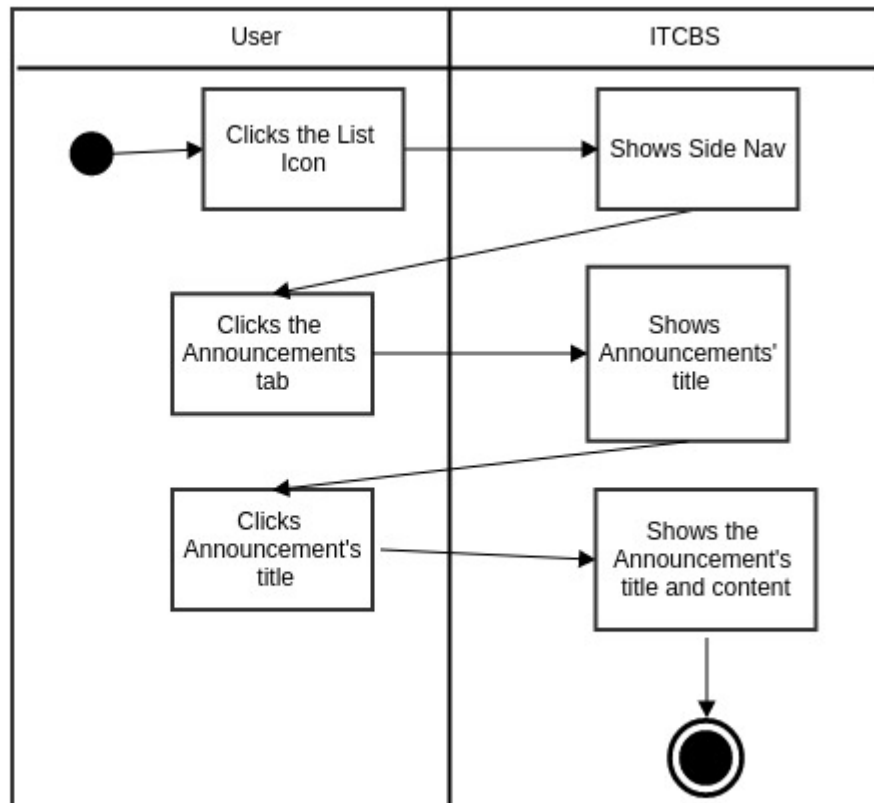 User
ITCBS
Clicks the List
Icon
Shows Side Nav
Clicks the
Announcements
tab
Shows
Announcements'
title
Clicks
Announcement's
title
Shows the
Announcement's
title and content